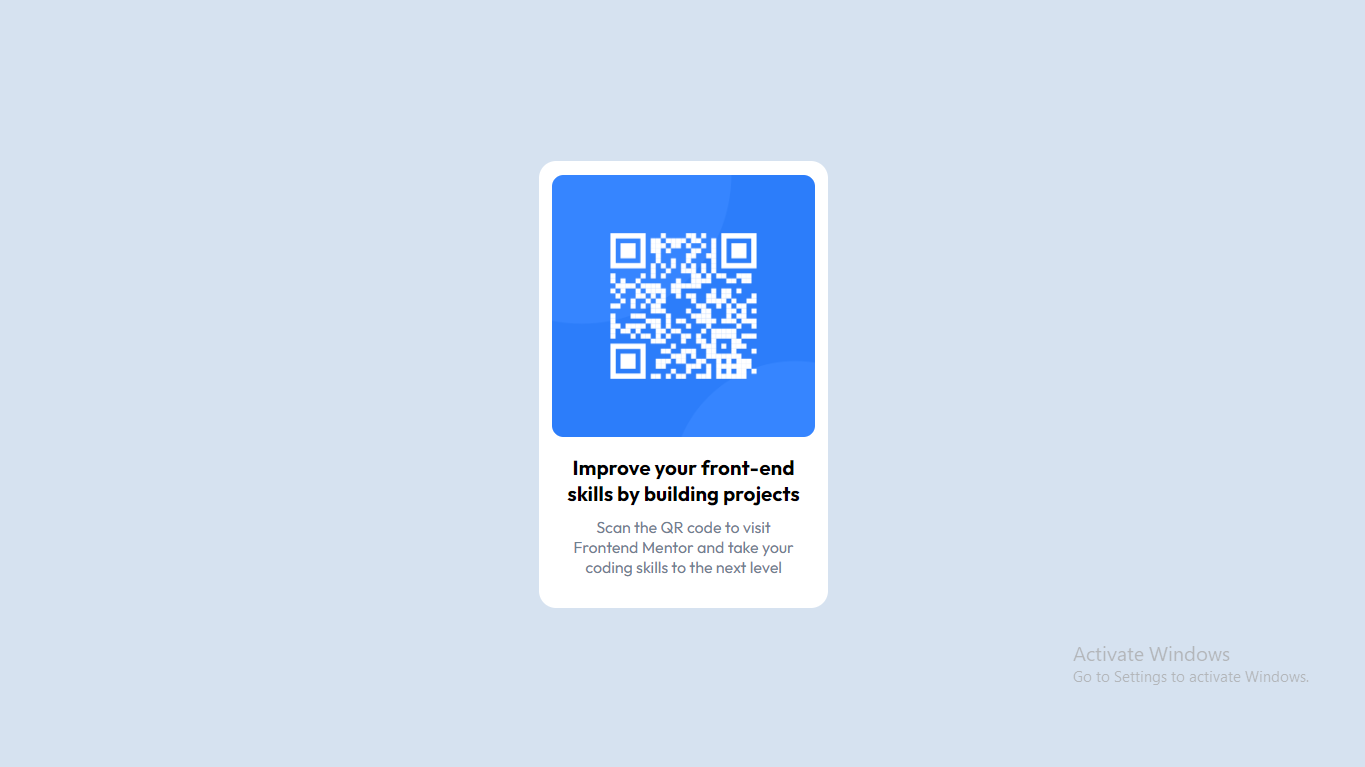 Improve your front-end
skills by building projects
Scan the QR code to visit
Frontend Mentor and take your
coding skills to the next level
Activate Windows
Go to Settings to activate Windows.